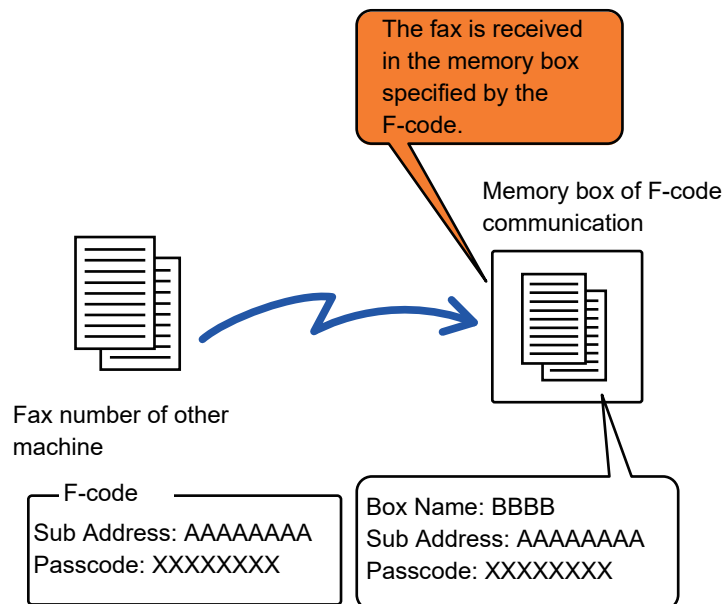 The fax is received
in the memory box
specified by the
F-code.
Memory box of F-code
communication
Fax number of other
machine
F-code
Sub Address: AAAAAAAA
Passcode: XXXXXXXX
Box Name: BBBB
Sub Address: AAAAAAAA
Passcode: XXXXXXXX